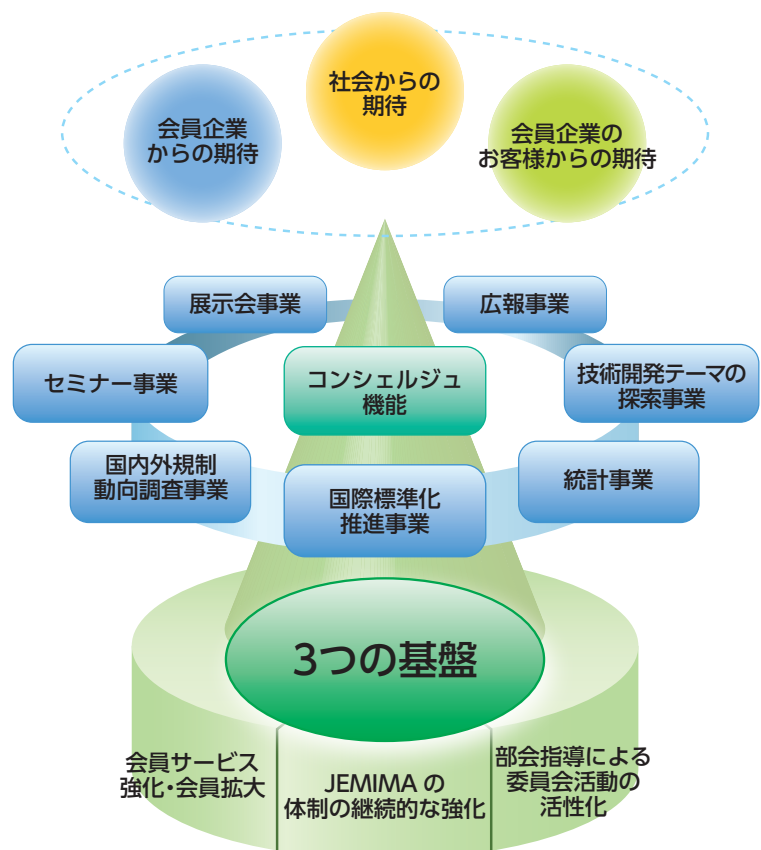 社会からの
期待
会員企業
からの期待
会員企業の
お客様からの期待
展示会事業
広報事業
セミナー事業
コンシェルジュ
機能
技術開発テーマの
探索事業
国内外規制
動向調査事業
国際標準化
推進事業
統計事業
3つの基盤
会員サービス
強化・会員拡大
JEMIMA の
体制の継続的な強化
部会指導による
委員会活動の
活性化